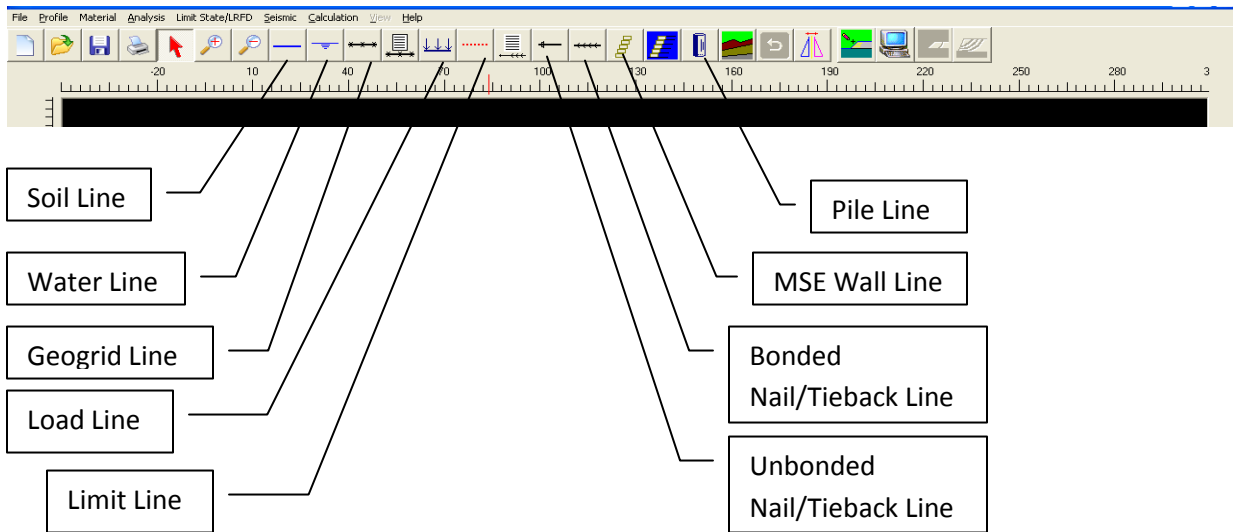 File Profile Material Analysis Limit State/LRFD Seismic Calculation View Help
-20 10 40 70 100 130 160 190 220 250 280 3
Soil Line
Pile Line
Water Line
MSE Wall Line
Geogrid Line
Bonded
Nail/Tieback Line
Load Line
Unbonded
Nail/Tieback Line
Limit Line